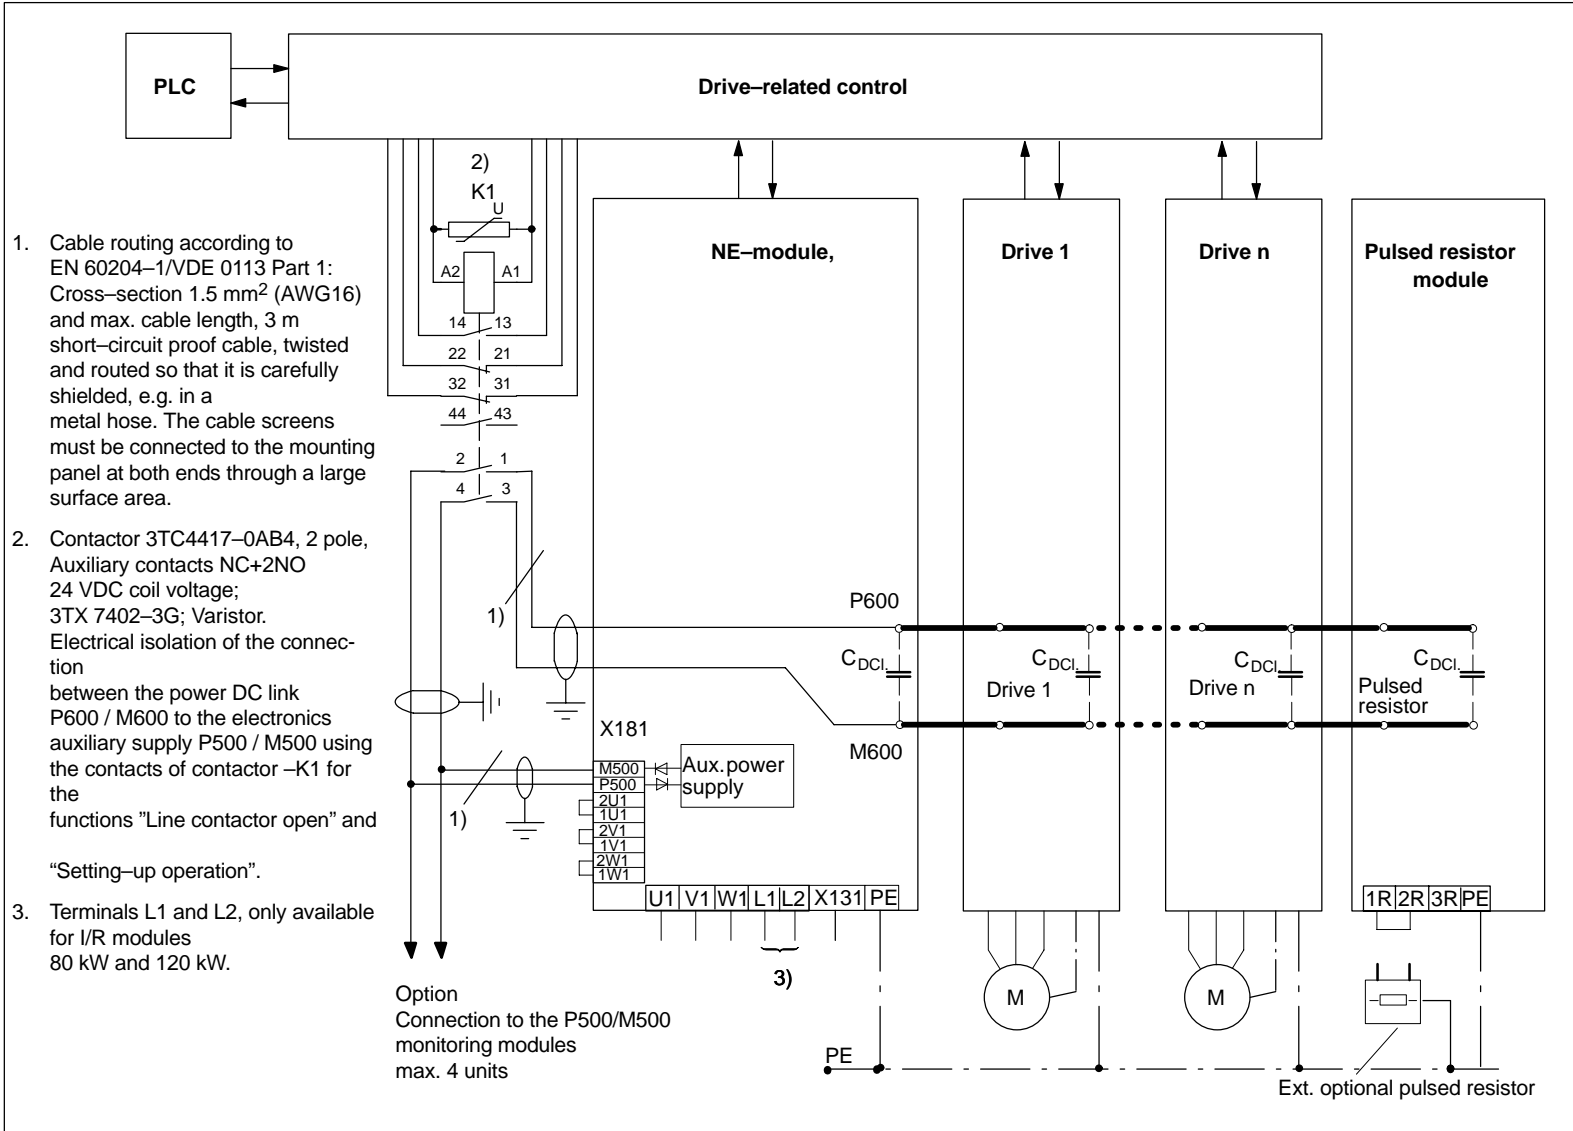 PLC
Drive–related control
2)
K1
U
A2 A1
14 13
22 21
32 31
44 43
2 1
4 3
1)
1)
1. Cable routing according to
EN 60204–1/VDE 0113 Part 1:
Cross–section 1.5 mm2 (AWG16)
and max. cable length, 3 m
short–circuit proof cable, twisted
and routed so that it is carefully
shielded, e.g. in a
metal hose. The cable screens
must be connected to the mounting
panel at both ends through a large
surface area.
2. Contactor 3TC4417–0AB4, 2 pole,
Auxiliary contacts NC+2NO
24 VDC coil voltage;
3TX 7402–3G; Varistor.
Electrical isolation of the connec-
tion
between the power DC link
P600 / M600 to the electronics
auxiliary supply P500 / M500 using
the contacts of contactor –K1 for
the
functions ”Line contactor open” and
“Setting–up operation”.
3. Terminals L1 and L2, only available
for I/R modules
80 kW and 120 kW.
Option
Connection to the P500/M500
monitoring modules
max. 4 units
NE–module,
P600
CDCl.
M600
X181
M500
P500
2U1
1U1
2V1
1V1
2W1
1W1
Aux.power
supply
U1 V1 W1 L1 L2 X131 PE
3)
PE
Drive 1
CDCl.
Drive 1
M
Drive n
CDCl.
Drive n
M
Pulsed resistor
module
CDCl.
Pulsed
resistor
1R 2R 3R PE
Ext. optional pulsed resistor